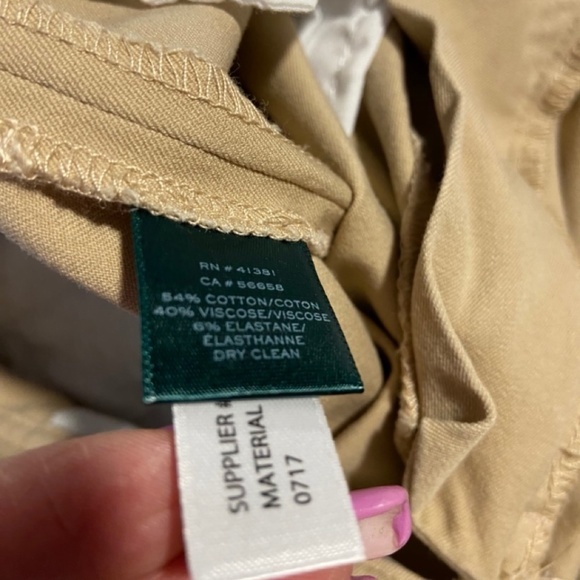 RN # 41381
CA # 56658
54% COTTON/COTON
40% VISCOSE/VISCOSE
6% ELASTANE/
ÉLASTHANNE
DRY CLEAN
SUPPLIER #
MATERIAL
0717